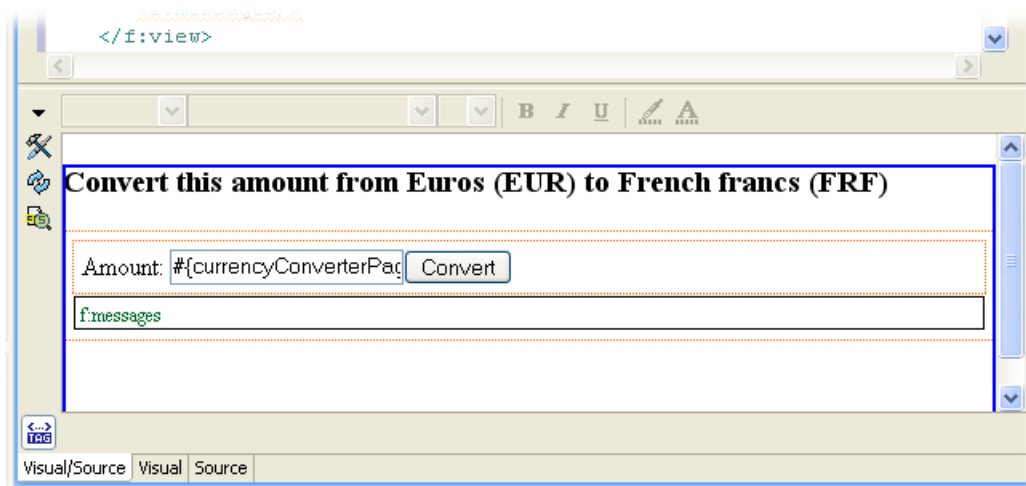 </f:view>
B I U A
Convert this amount from Euros (EUR) to French francs (FRF)
Amount: #{currencyConverterPag Convert
f:messages
TAG
Visual/Source Visual Source